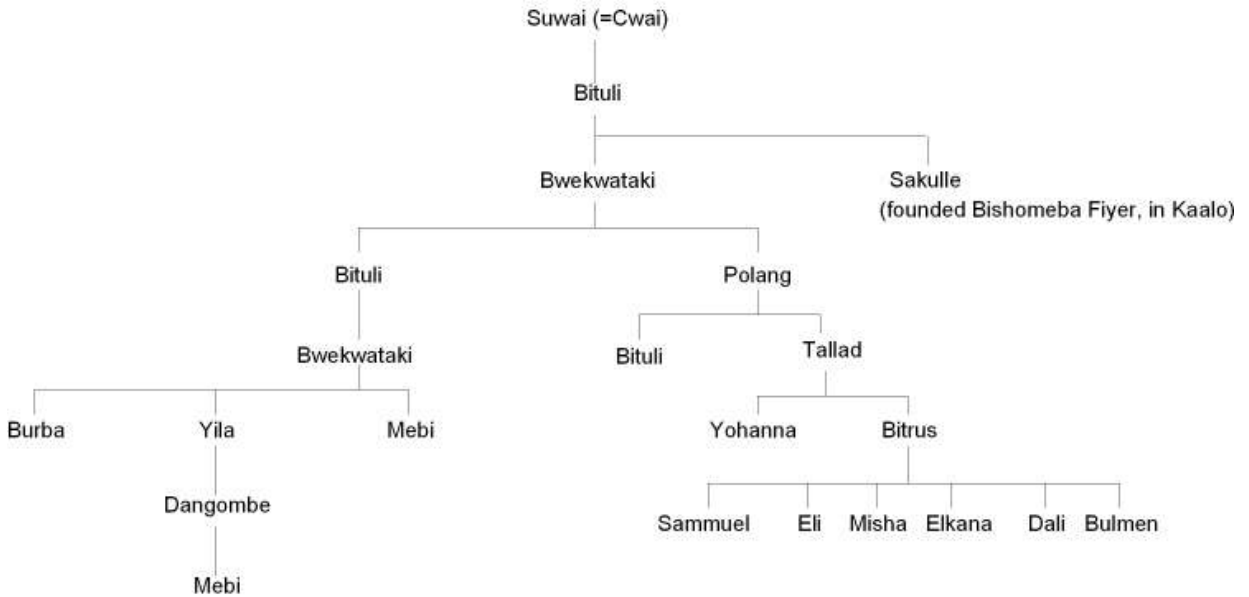 Suwai (=Cwai)
Bituli
Bwekwataki
Sakulle
(founded Bishomeba Fiyer, in Kaalo)
Bituli
Polang
Bwekwataki
Bituli
Tallad
Burba
Yila
Mebi
Yohanna
Bitrus
Dangombe
Sammuel
Eli
Misha
Elkana
Dali
Bulmen
Mebi